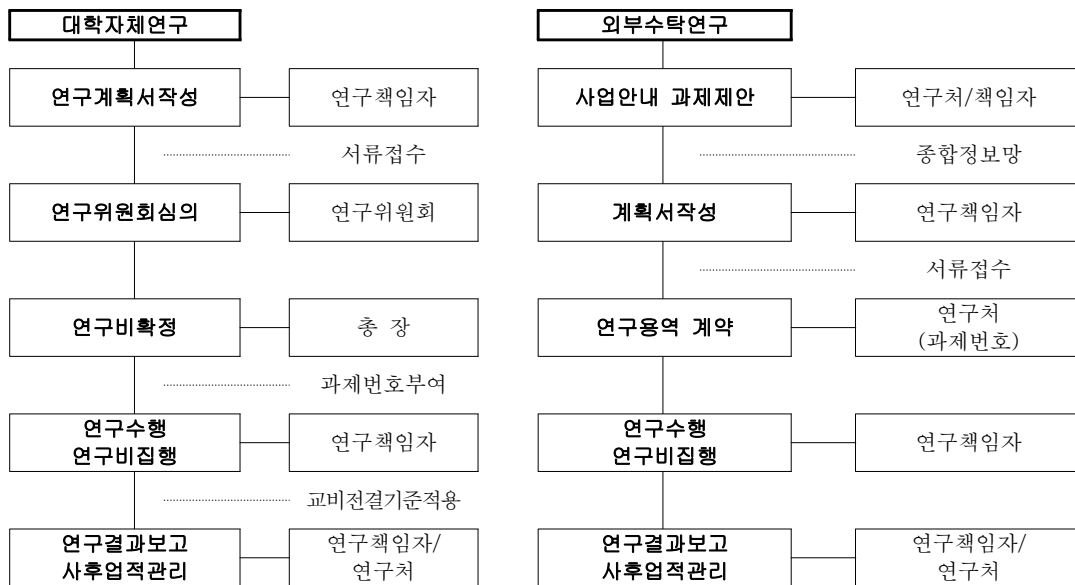 대학자체연구
연구계획서작성
연구책임자
서류접수
연구위원회심의
연구위원회
연구비확정
총 장
과제번호부여
연구수행
연구비집행
연구책임자
교비전결기준적용
연구결과보고
사후업적관리
연구책임자/
연구처
외부수탁연구
사업안내 과제제안
연구처/책임자
종합정보망
계획서작성
연구책임자
서류접수
연구용역 계약
연구처
(과제번호)
연구수행
연구비집행
연구책임자
연구결과보고
사후업적관리
연구책임자/
연구처